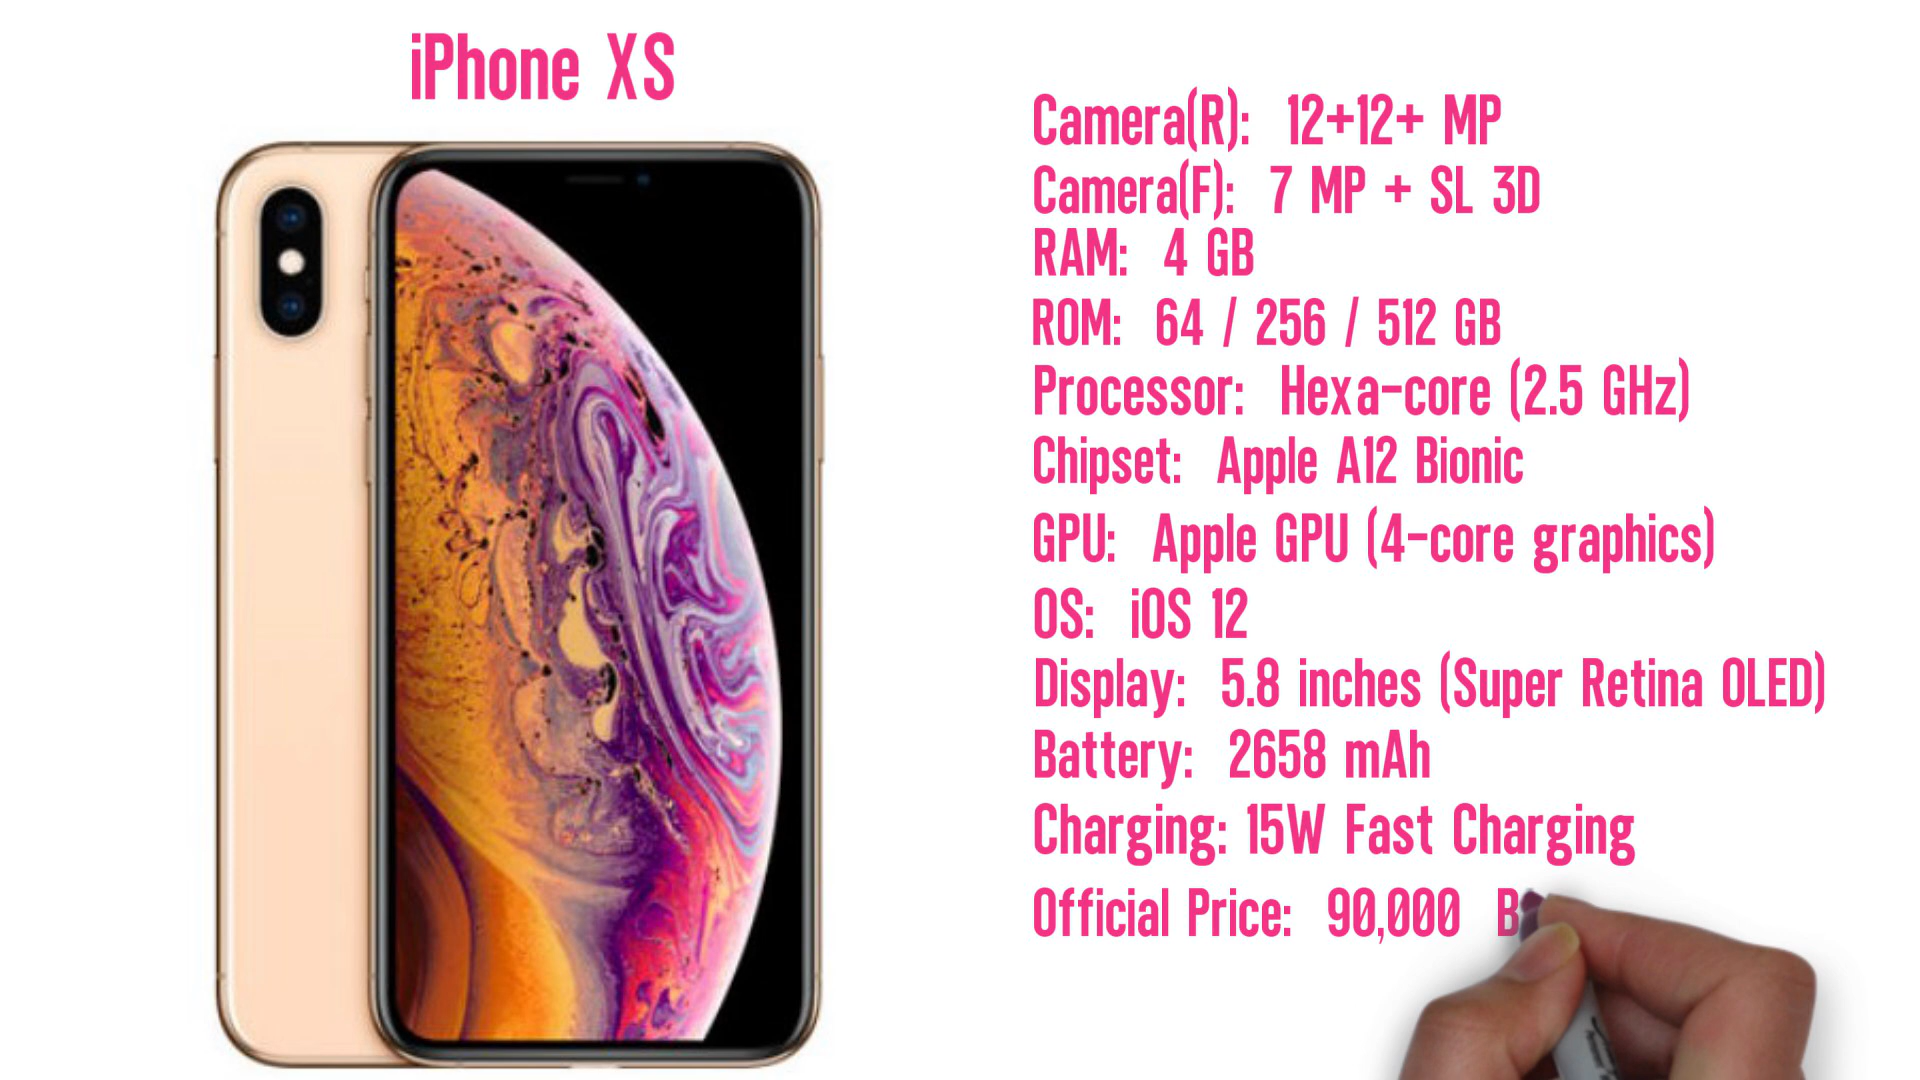 iPhone XS
Camera(R): 12+12+ MP
Camera(F): 7 MP + SL 3D
RAM: 4 GB
ROM: 64 / 256 / 512 GB
Processor: Hexa-core (2.5 GHz)
Chipset: Apple A12 Bionic
GPU: Apple GPU (4-core graphics)
OS: iOS 12
Display: 5.8 inches (Super Retina OLED)
Battery: 2658 mAh
Charging: 15W Fast Charging
Official Price: 90,000 B